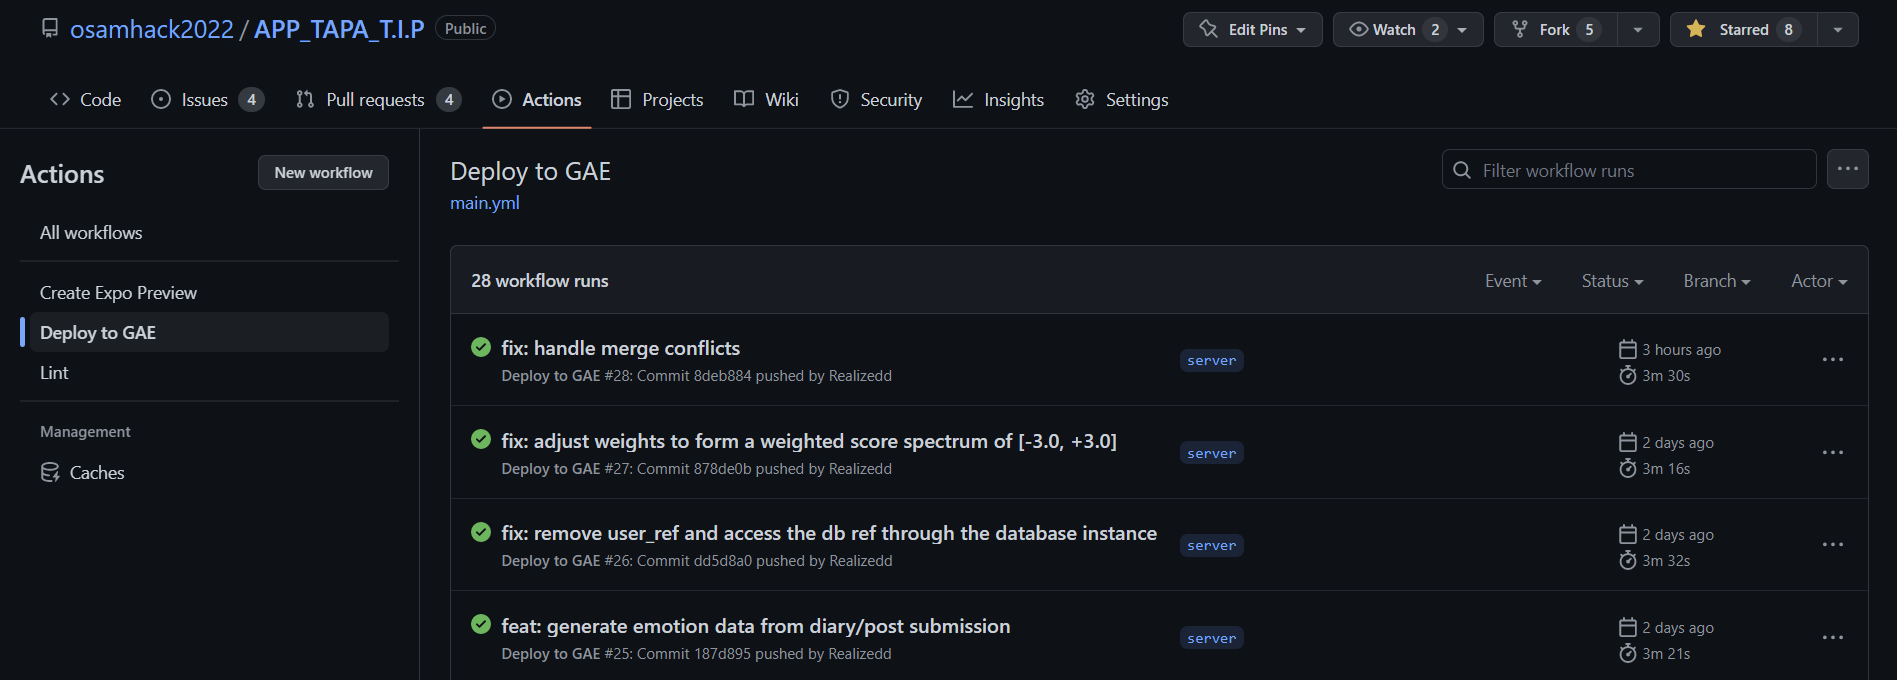 osamhack2022 / APP_TAPA_T.I.P Public
Edit Pins Watch 2 Fork 5 Starred 8
Code Issues 4 Pull requests 4 Actions Projects Wiki Security Insights Settings
Actions New workflow
All workflows
Create Expo Preview
Deploy to GAE
Lint
Management
Caches
Deploy to GAE
main.yml
Filter workflow runs
28 workflow runs Event Status Branch Actor
fix: handle merge conflicts
Deploy to GAE #28: Commit 8deb884 pushed by Realizedd
server
3 hours ago
3m 30s
fix: adjust weights to form a weighted score spectrum of [-3.0, +3.0]
Deploy to GAE #27: Commit 878de0b pushed by Realizedd
server
2 days ago
3m 16s
fix: remove user_ref and access the db ref through the database instance
Deploy to GAE #26: Commit dd5d8a0 pushed by Realizedd
server
2 days ago
3m 32s
feat: generate emotion data from diary/post submission
Deploy to GAE #25: Commit 187d895 pushed by Realizedd
server
2 days ago
3m 21s